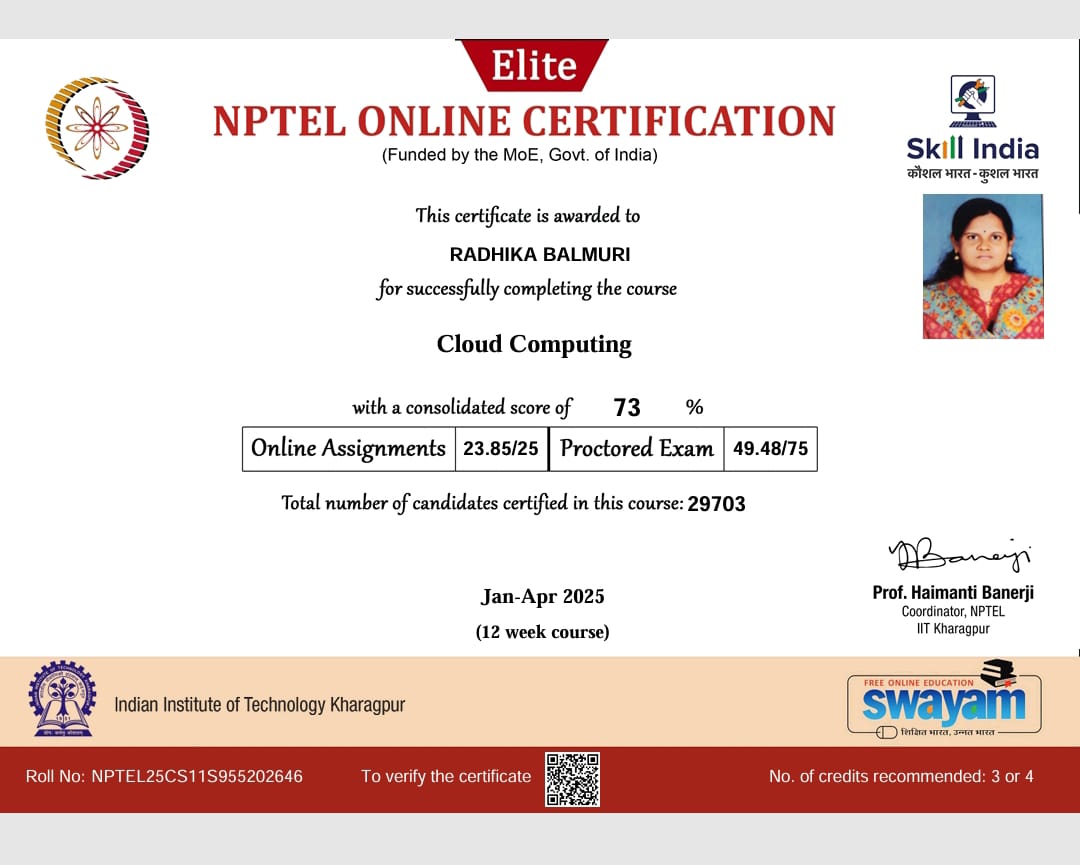 Elite
NPTEL ONLINE CERTIFICATION
(Funded by the MoE, Govt. of India)
Skill India
कौशल भारत - कुशल भारत
This certificate is awarded to
RADHIKA BALMURI
for successfully completing the course
Cloud Computing
with a consolidated score of 73 %
Online Assignments 23.85/25 Proctored Exam 49.48/75
Total number of candidates certified in this course: 29703
Jan-Apr 2025
(12 week course)
Prof. Haimanti Banerji
Coordinator, NPTEL
IIT Kharagpur
Indian Institute of Technology Kharagpur
FREE ONLINE EDUCATION
swayam
शिक्षित भारत, उन्नत भारत
Roll No: NPTEL25CS11S955202646 To verify the certificate No. of credits recommended: 3 or 4